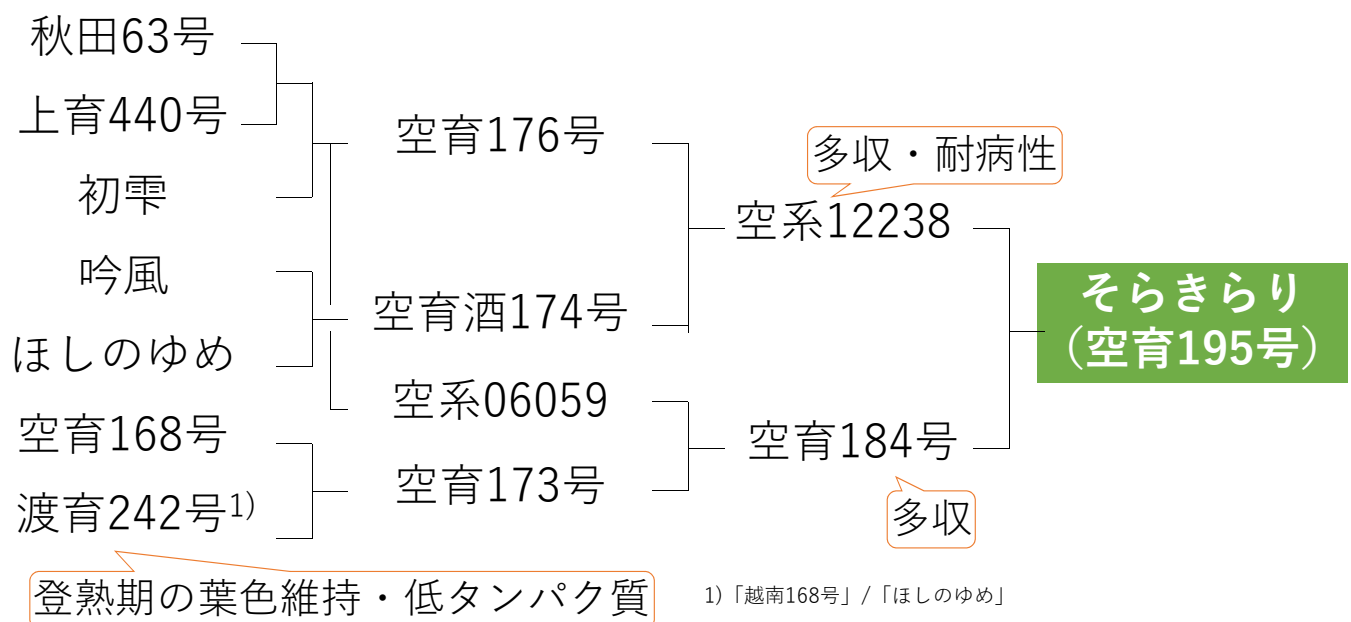 秋田63号
上育440号
初雫
吟風
ほしのゆめ
空育168号
渡育242号1)
登熟期の葉色維持・低タンパク質
空育176号
空育酒174号
空系06059
空育173号
多収・耐病性
空系12238
空育184号
多収
そらきらり
（空育195号）
1)「越南168号」/「ほしのゆめ」